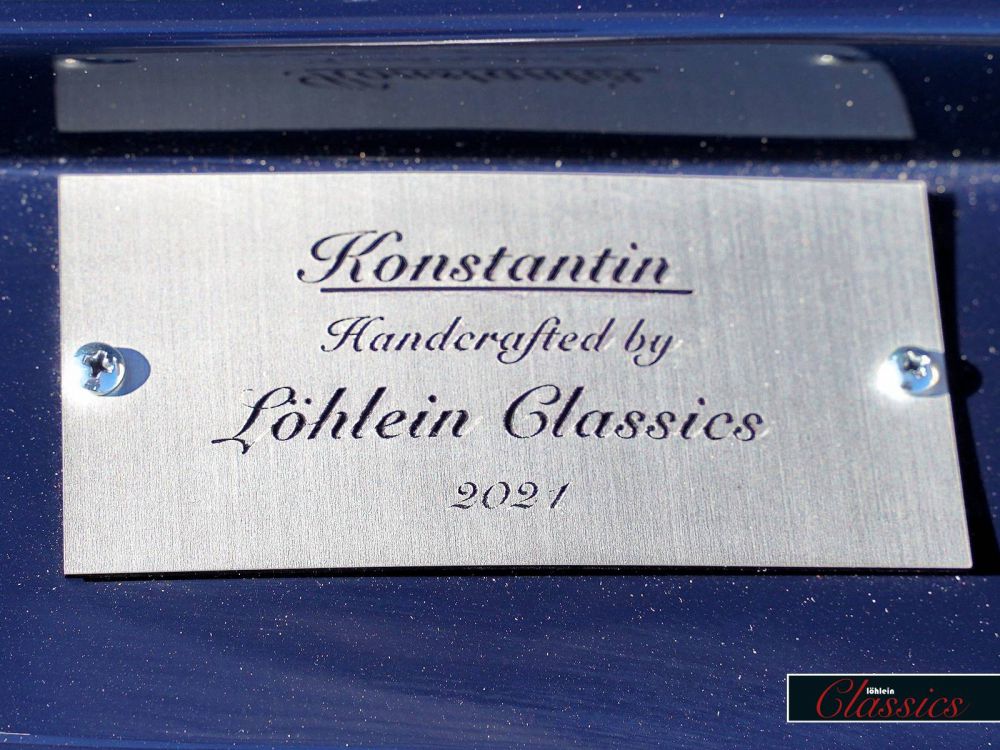 Konstantin
Handcrafted by
Löhlein Classics
2021
löhlein
Classics